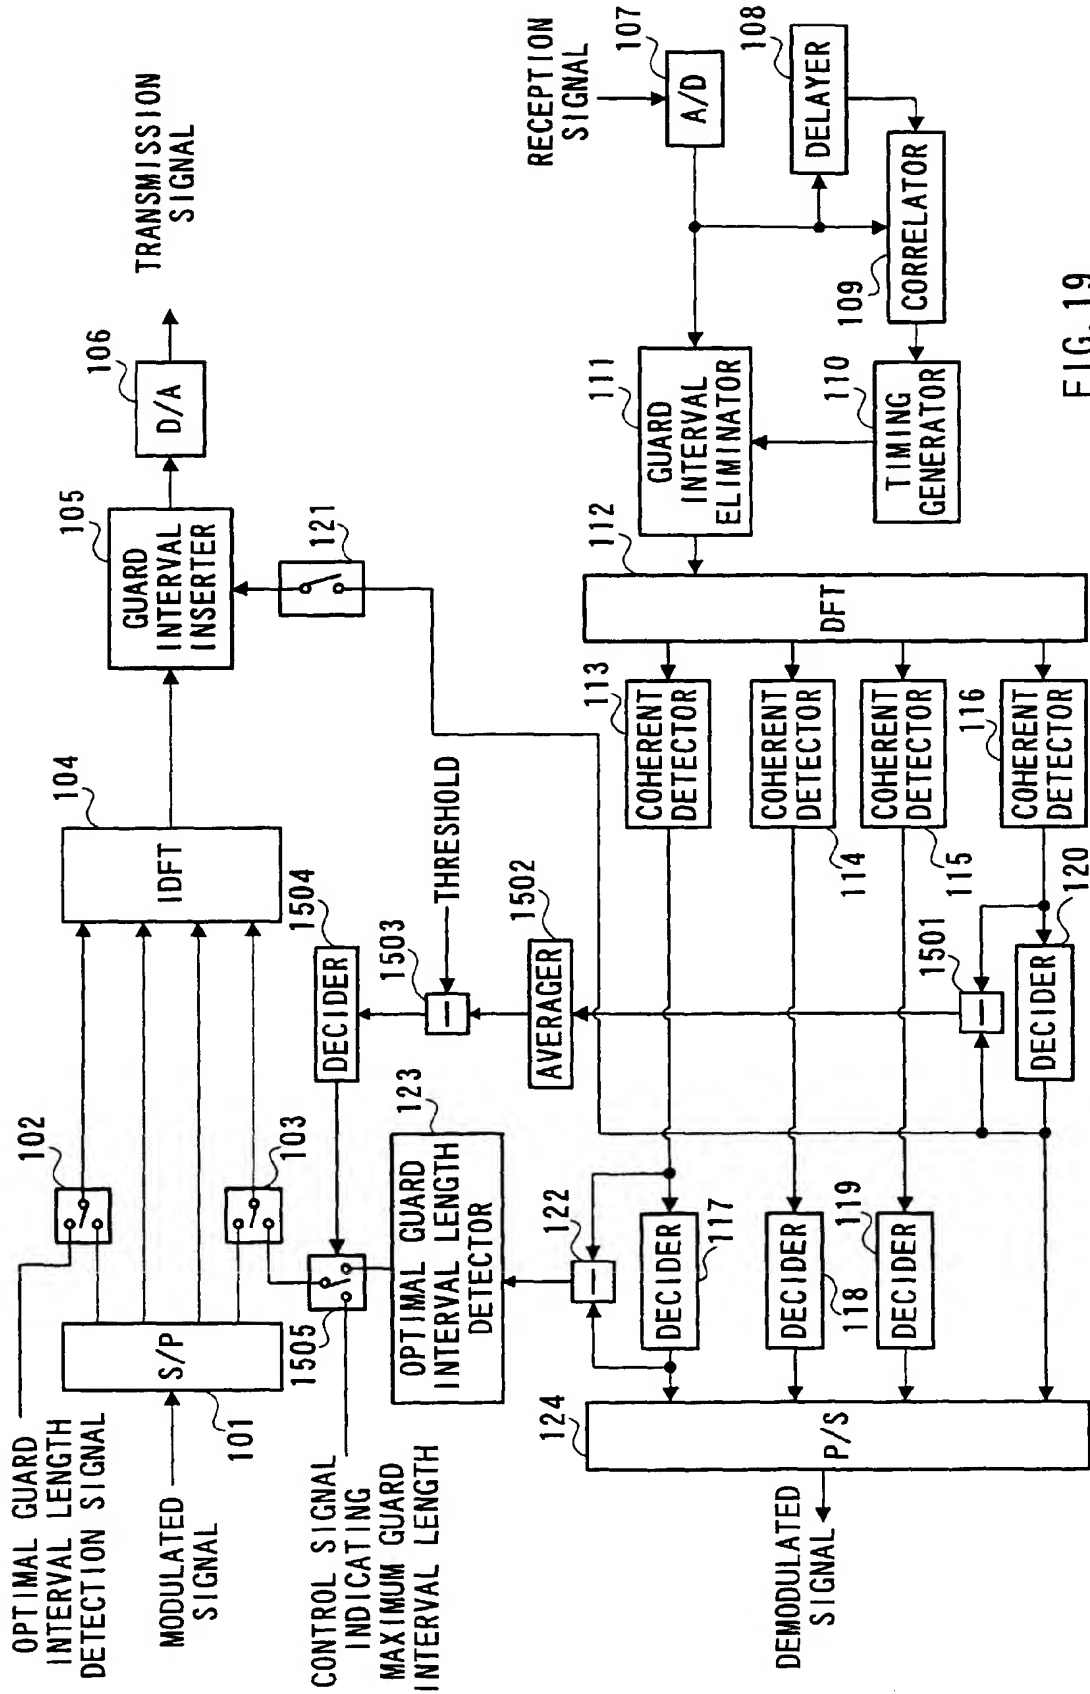 OPTIMAL GUARD
INTERVAL LENGTH
DETECTION SIGNAL
MODULATED
SIGNAL
S/P
101
102
103
IDFT
104
GUARD
INTERVAL
INSERTER
105
D/A
106
TRANSMISSION
SIGNAL
121
CONTROL SIGNAL
INDICATING
MAXIMUM GUARD
INTERVAL LENGTH
1505
DECIDER
1504
1503
THRESHOLD
OPTIMAL GUARD
INTERVAL LENGTH
DETECTOR
123
AVERAGER
1502
122
RECEPTION
SIGNAL
A/D
107
DELAYER
108
CORRELATOR
109
TIMING
GENERATOR
110
GUARD
INTERVAL
ELIMINATOR
111
DFT
112
COHERENT
DETECTOR
113
COHERENT
DETECTOR
114
COHERENT
DETECTOR
115
COHERENT
DETECTOR
116
DECIDER
117
DECIDER
118
DECIDER
119
DECIDER
120
1501
P/S
124
DEMODULATED
SIGNAL
FIG.19